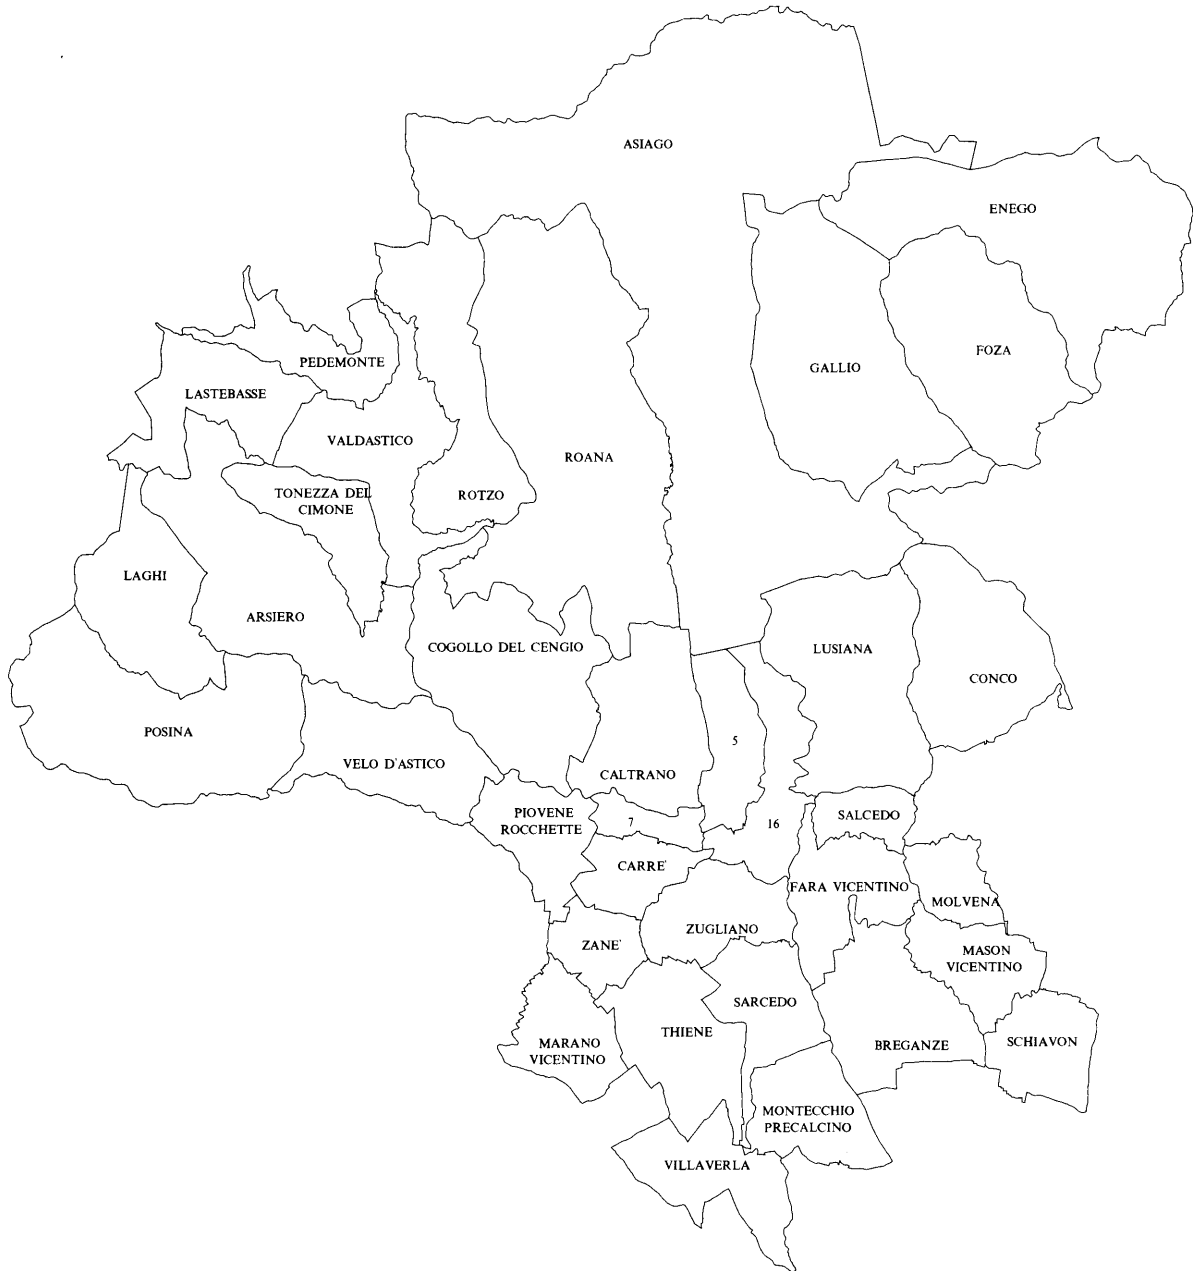 ASIAGO
ENEGO
FOZA
PEDEMONTE
GALLIO
LASTEBASSE
VALDASTICO
ROANA
TONEZZA DEL
CIMONE
ROTZO
LAGHI
ARSIERO
COGOLLO DEL CENGIO
LUSIANA
CONCO
POSINA
5
VELO D'ASTICO
CALTRANO
PIOVENE
ROCCHETTE
7
16
SALCEDO
CARRE'
FARA VICENTINO
MOLVENA
ZUGLIANO
ZANE'
MASON
VICENTINO
SARCEDO
THIENE
MARANO
VICENTINO
BREGANZE
SCHIAVON
MONTECCHIO
PRECALCINO
VILLAVERLA